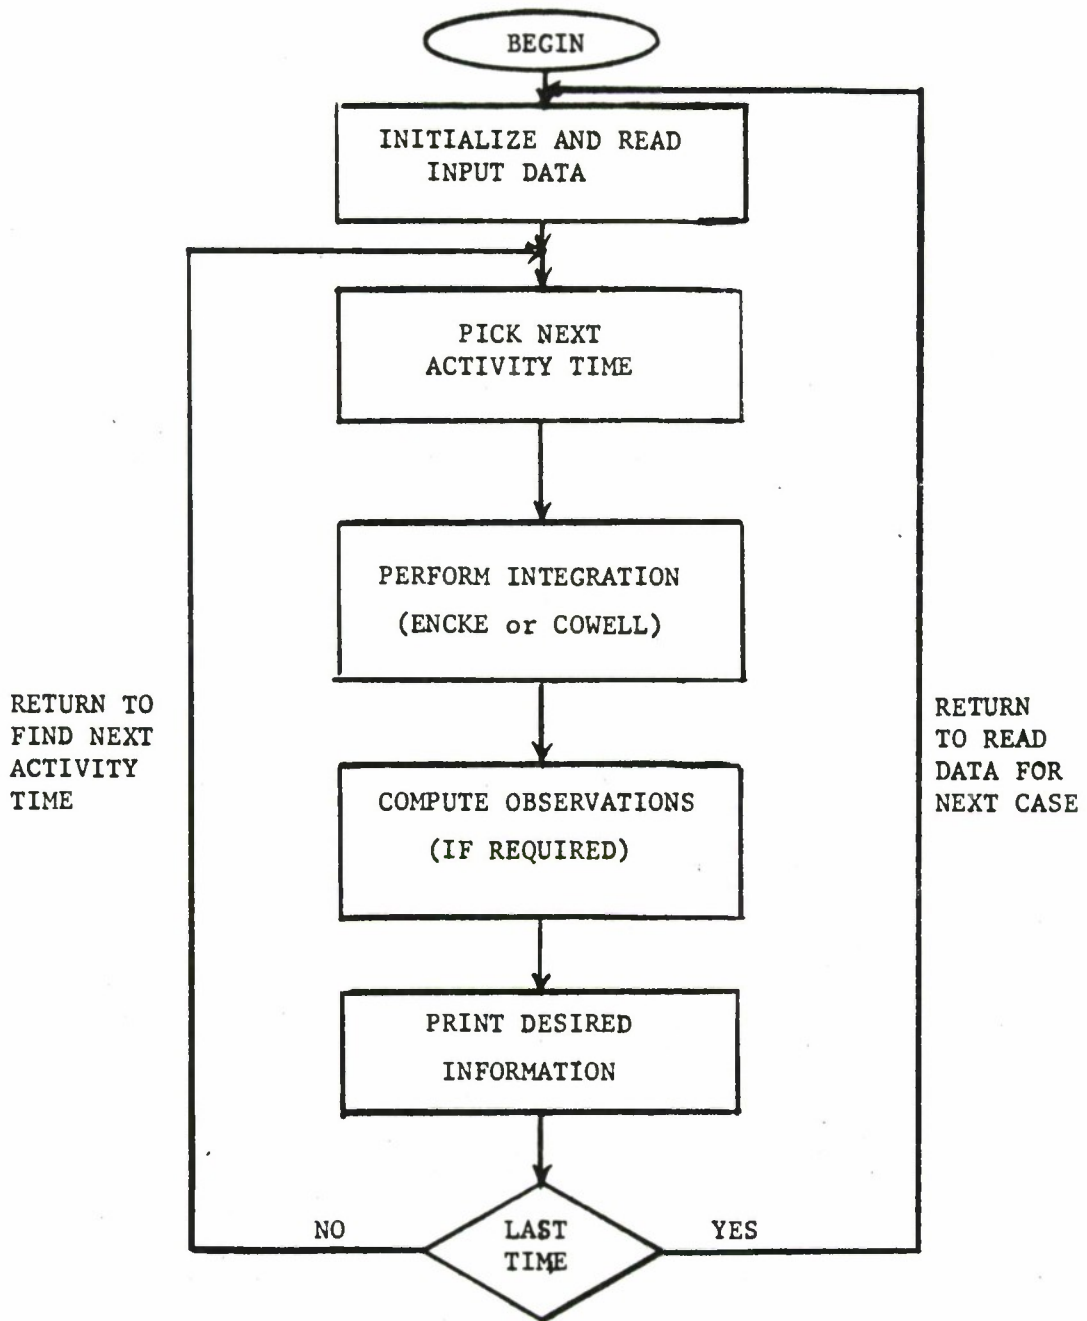 BEGIN
INITIALIZE AND READ
INPUT DATA
PICK NEXT
ACTIVITY TIME
PERFORM INTEGRATION
(ENCKE or COWELL)
RETURN TO
FIND NEXT
ACTIVITY
TIME
RETURN
TO READ
DATA FOR
NEXT CASE
COMPUTE OBSERVATIONS
(IF REQUIRED)
PRINT DESIRED
INFORMATION
NO
LAST
TIME
YES